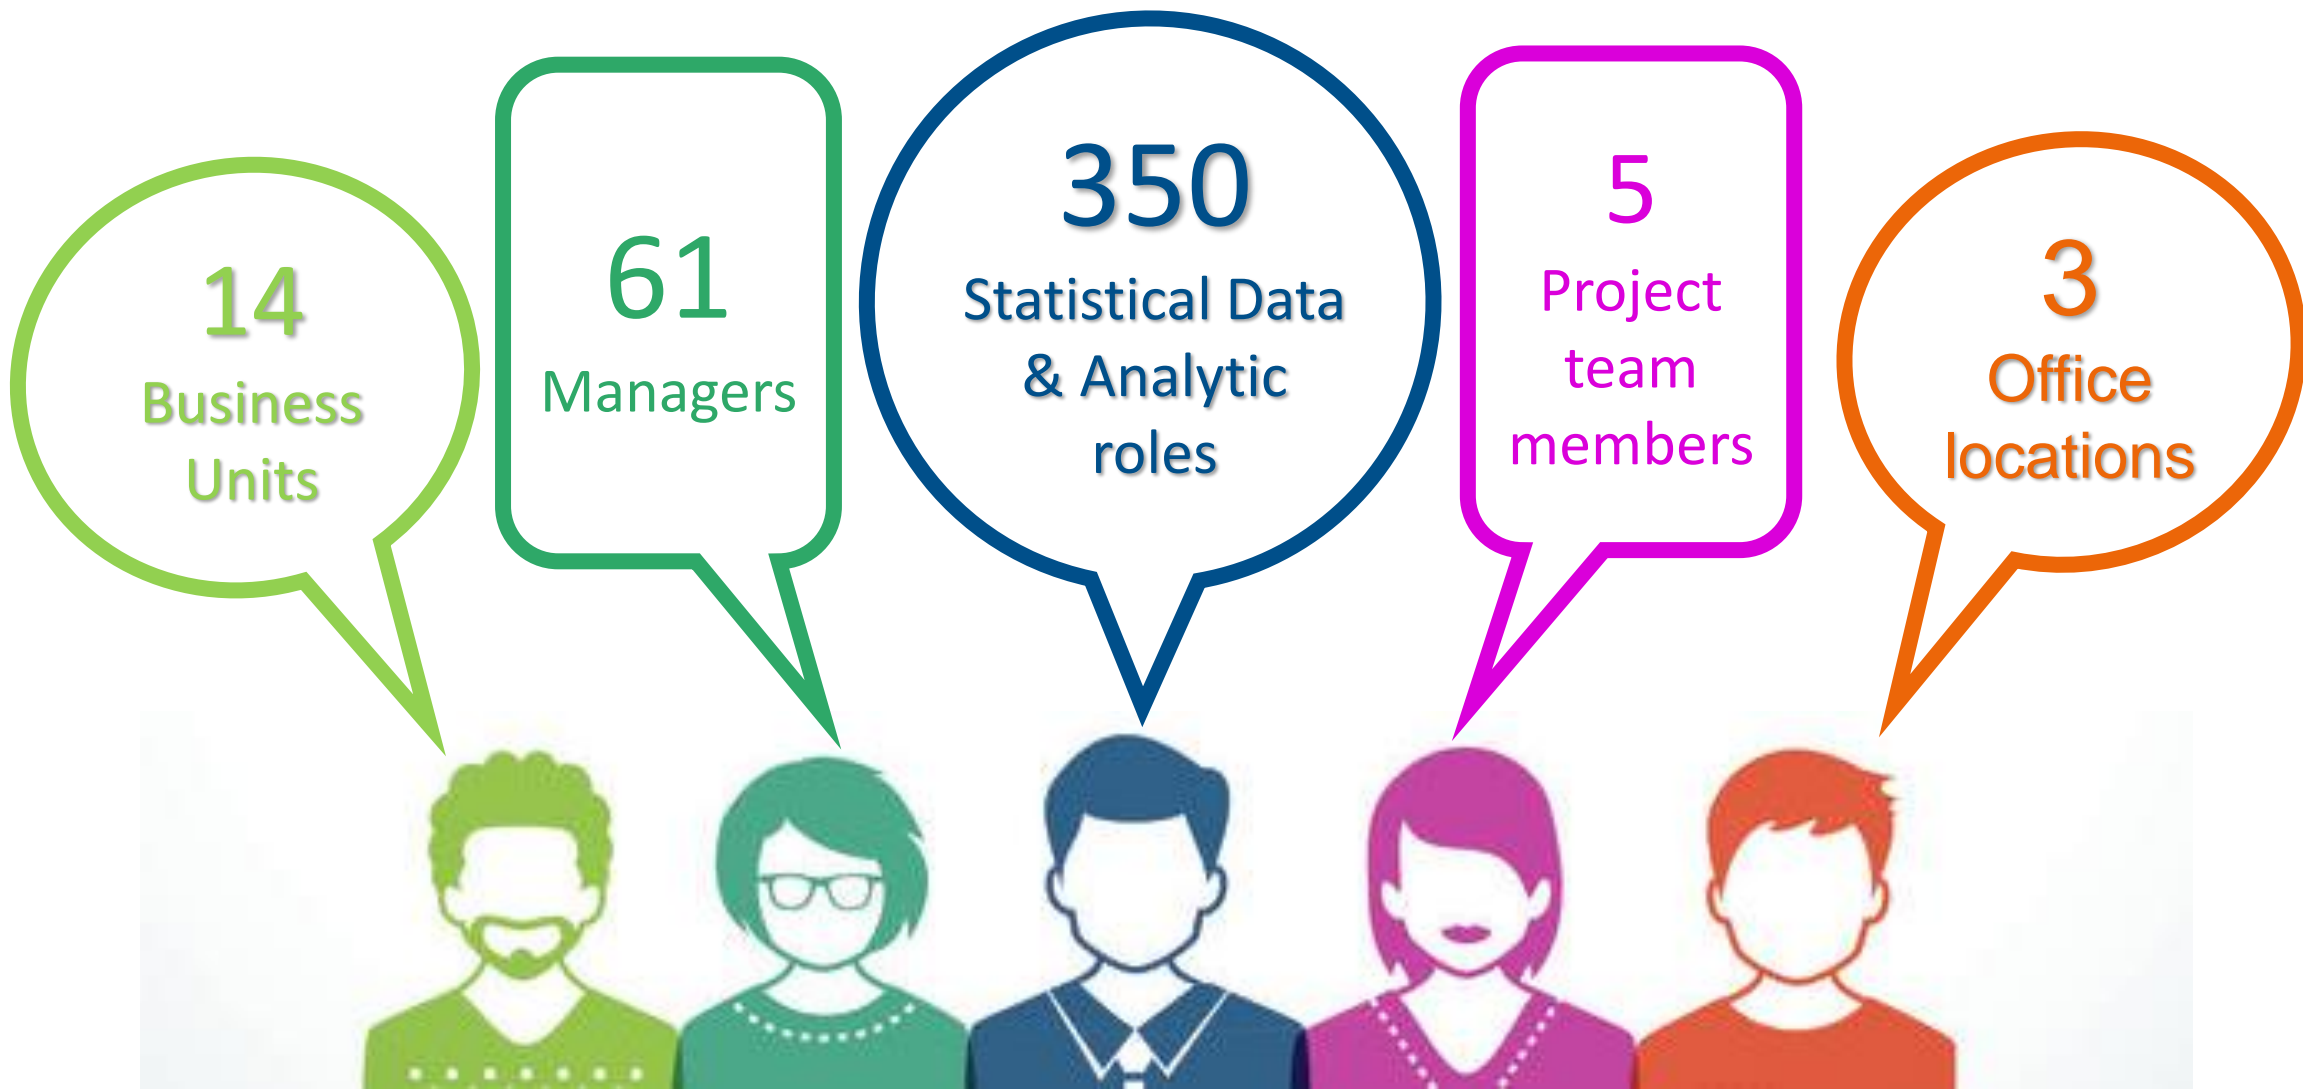 14
Business
Units
61
Managers
350
Statistical Data
& Analytic
roles
5
Project
team
members
3
Office
locations